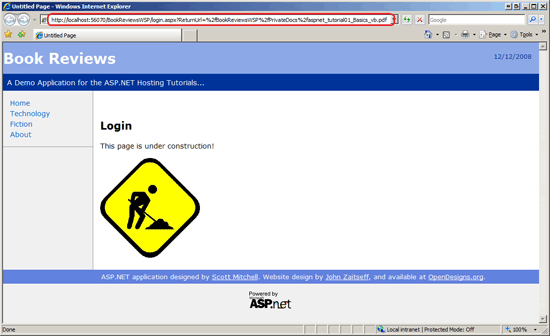 Untitled Page - Windows Internet Explorer
http://localhost:56070/BookReviewsWSP/login.aspx?ReturnUrl=%2fBookReviewsWSP%2fPrivateDocs%2faspnet_tutorial01_Basics_vb.pdf
Google
Untitled Page
Page
Tools
Book Reviews
12/12/2008
A Demo Application for the ASP.NET Hosting Tutorials...
Home
Technology
Fiction
About
Login
This page is under construction!
ASP.NET application designed by Scott Mitchell. Website design by John Zaitseff, and available at OpenDesigns.org.
Powered by
ASP.net
Done
Local intranet | Protected Mode: Off
100%